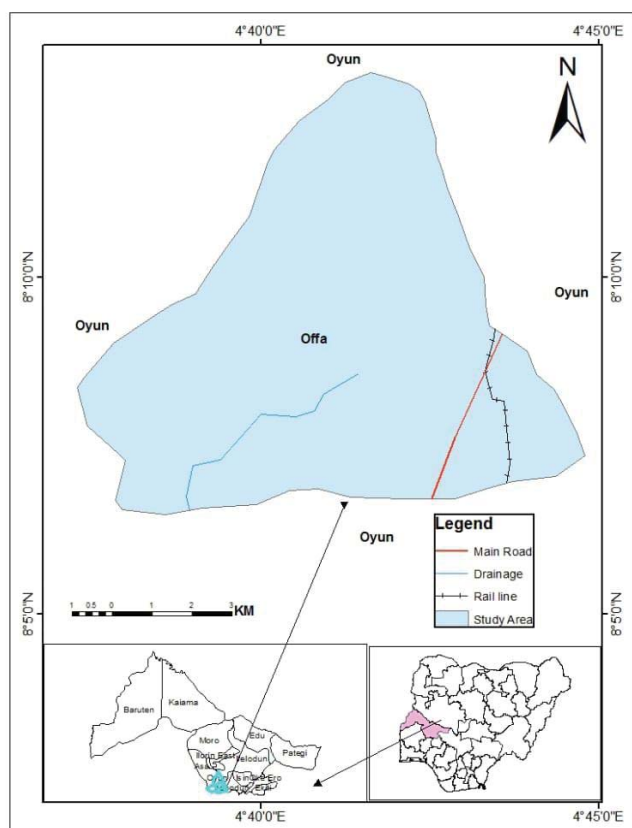 4°40'0"E
4°45'0"E
Oyun
N
8°10'0"N
8°10'0"N
Oyun
Oyun
Offa
Oyun
Legend
Main Road
Drainage
Rail line
Study Area
1 0.5 0 1 2 3 KM
8°5'0"N
8°5'0"N
Baruten
Kaiama
Moro
Edu
Pategi
Ilorin East
Asa
4°40'0"E
4°45'0"E